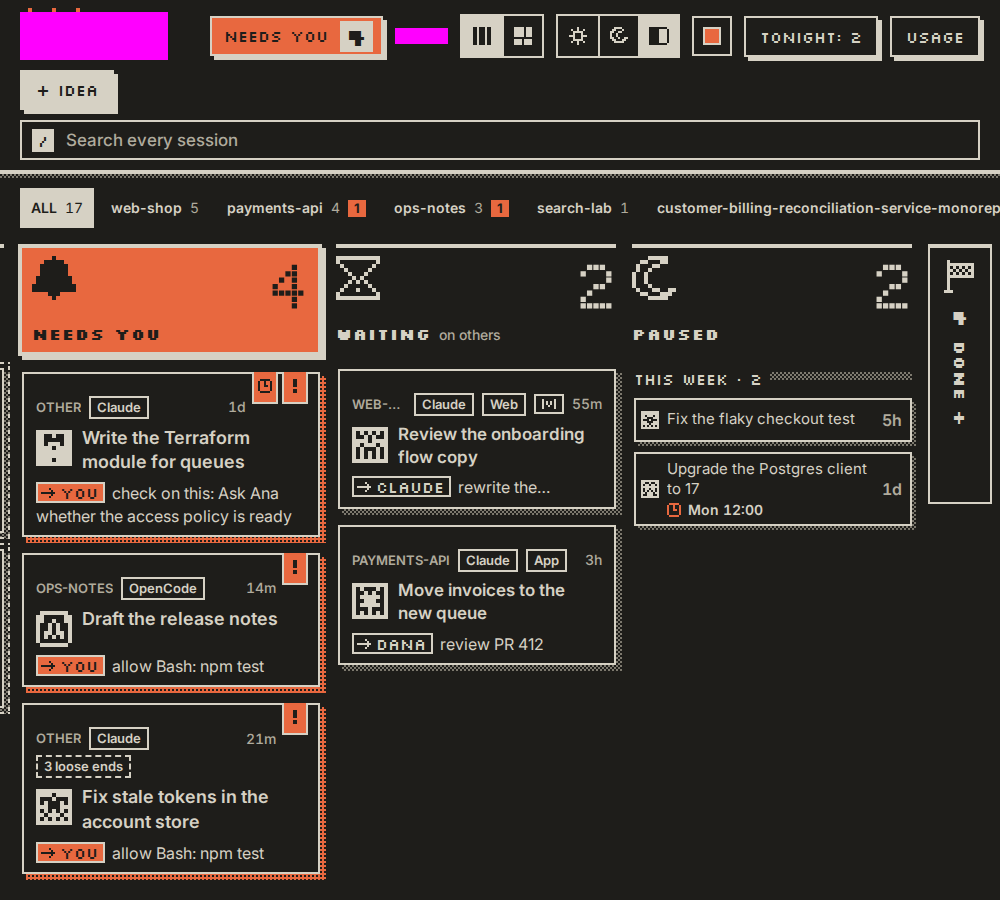 NEEDS YOU 4
TONIGHT: 2
USAGE
+ IDEA
/ Search every session
ALL 17
web-shop 5
payments-api 4 1
ops-notes 3 1
search-lab 1
customer-billing-reconciliation-service-monorep
4
NEEDS YOU
2
WAITING on others
2
PAUSED
4 DONE +
OTHER Claude 1d !
Write the Terraform
module for queues
→ YOU check on this: Ask Ana
whether the access policy is ready
OPS-NOTES OpenCode 14m !
Draft the release notes
→ YOU allow Bash: npm test
OTHER Claude 21m !
3 loose ends
Fix stale tokens in the
account store
→ YOU allow Bash: npm test
WEB-... Claude Web 55m
Review the onboarding
flow copy
→ CLAUDE rewrite the...
PAYMENTS-API Claude App 3h
Move invoices to the
new queue
→ DANA review PR 412
THIS WEEK · 2
Fix the flaky checkout test 5h
Upgrade the Postgres client
to 17 1d
Mon 12:00